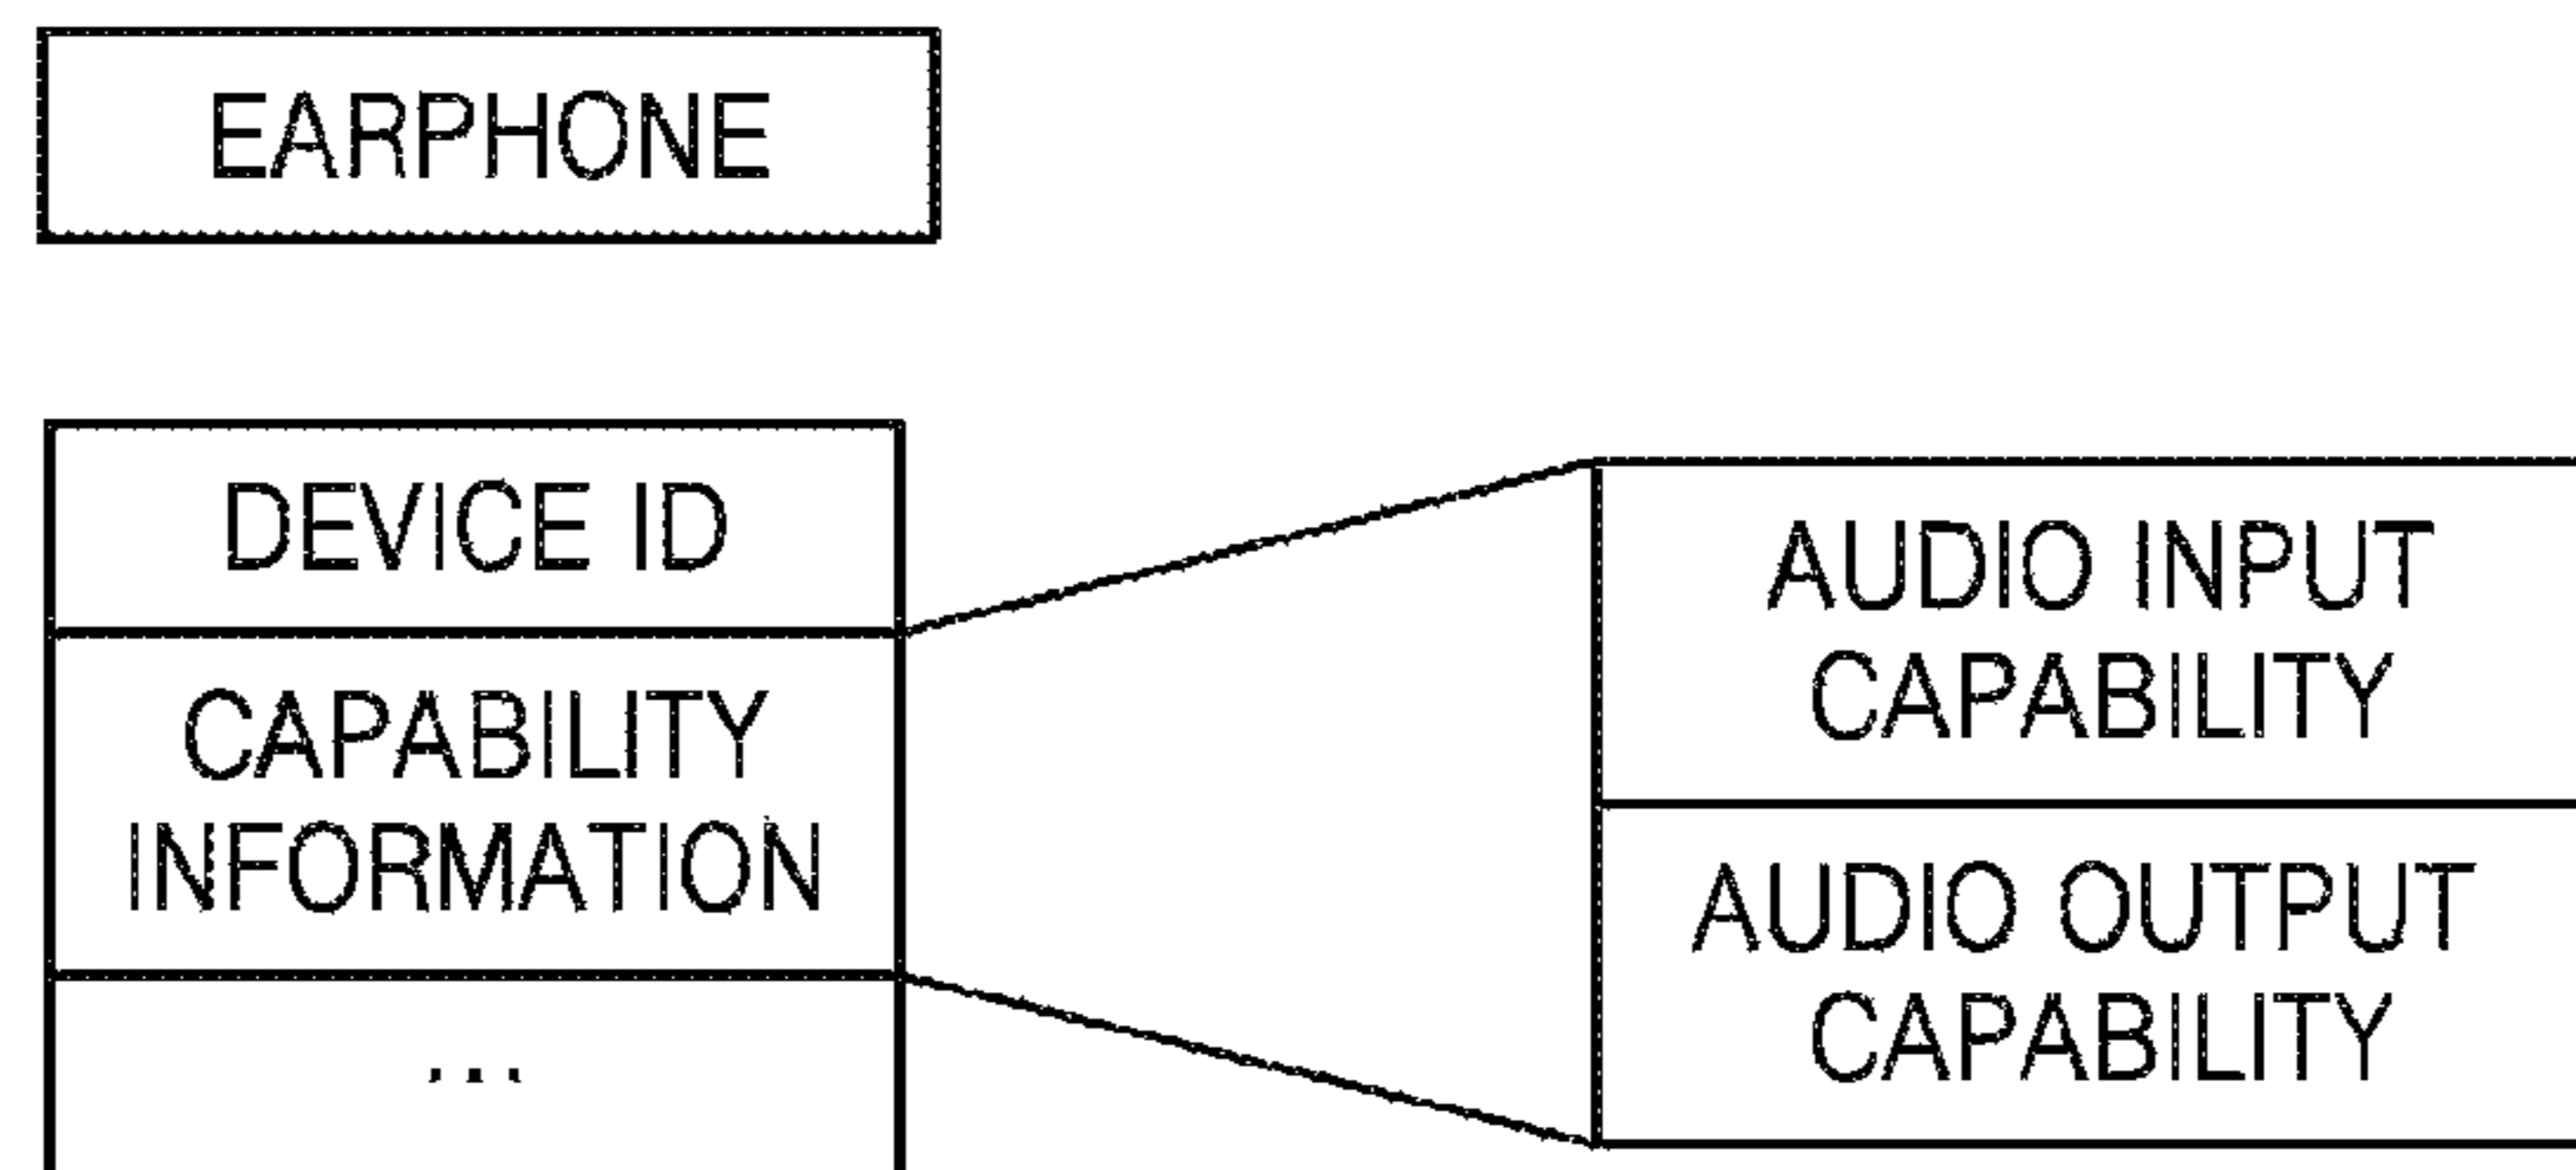 EARPHONE
DEVICE ID
CAPABILITY
INFORMATION
...
AUDIO INPUT
CAPABILITY
AUDIO OUTPUT
CAPABILITY